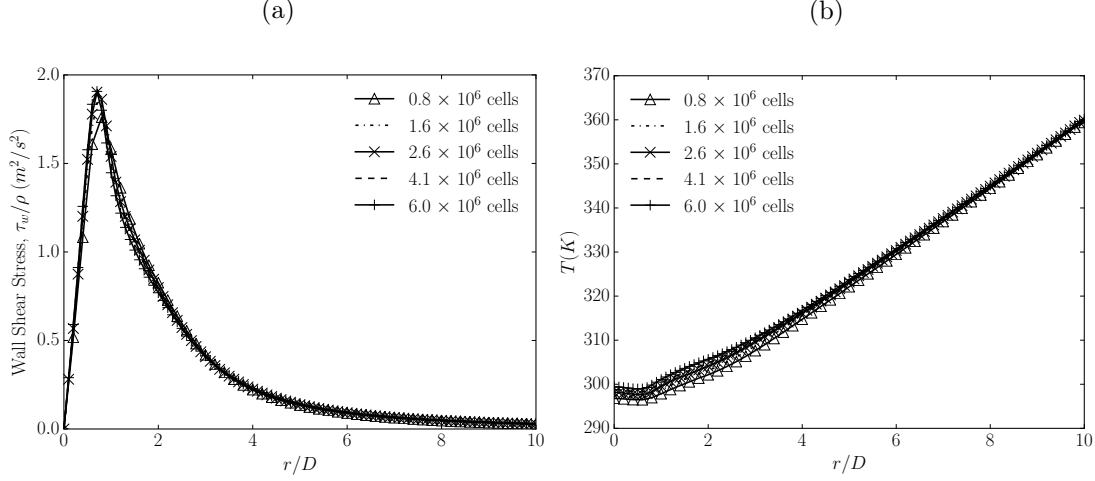 (a)
2.0
1.5
1.0
0.5
0.0
Wall Shear Stress, τ_w/ρ (m²/s²)
0.8 × 10⁶ cells
1.6 × 10⁶ cells
2.6 × 10⁶ cells
4.1 × 10⁶ cells
6.0 × 10⁶ cells
0 2 4 6 8 10
r/D
(b)
370
360
350
340
330
320
310
300
290
T(K)
0.8 × 10⁶ cells
1.6 × 10⁶ cells
2.6 × 10⁶ cells
4.1 × 10⁶ cells
6.0 × 10⁶ cells
0 2 4 6 8 10
r/D